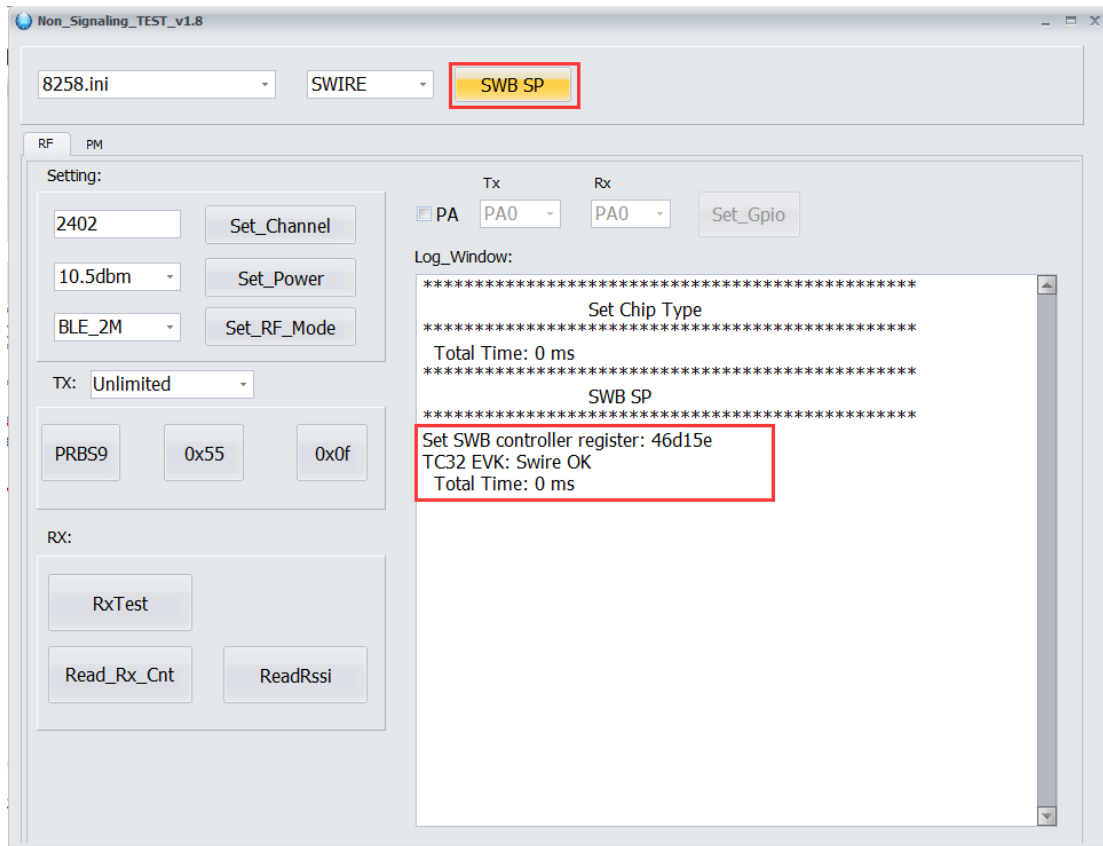 Non_Signaling_TEST_v1.8
8258.ini SWIRE SWB SP
RF PM
Setting:
2402 Set_Channel
10.5dbm Set_Power
BLE_2M Set_RF_Mode
TX: Unlimited
PRBS9 0x55 0x0f
RX:
RxTest
Read_Rx_Cnt ReadRssi
Tx Rx
PA PA0 PA0 Set_Gpio
Log_Window:
************************************************
Set Chip Type
************************************************
Total Time: 0 ms
************************************************
SWB SP
************************************************
Set SWB controller register: 46d15e
TC32 EVK: Swire OK
Total Time: 0 ms